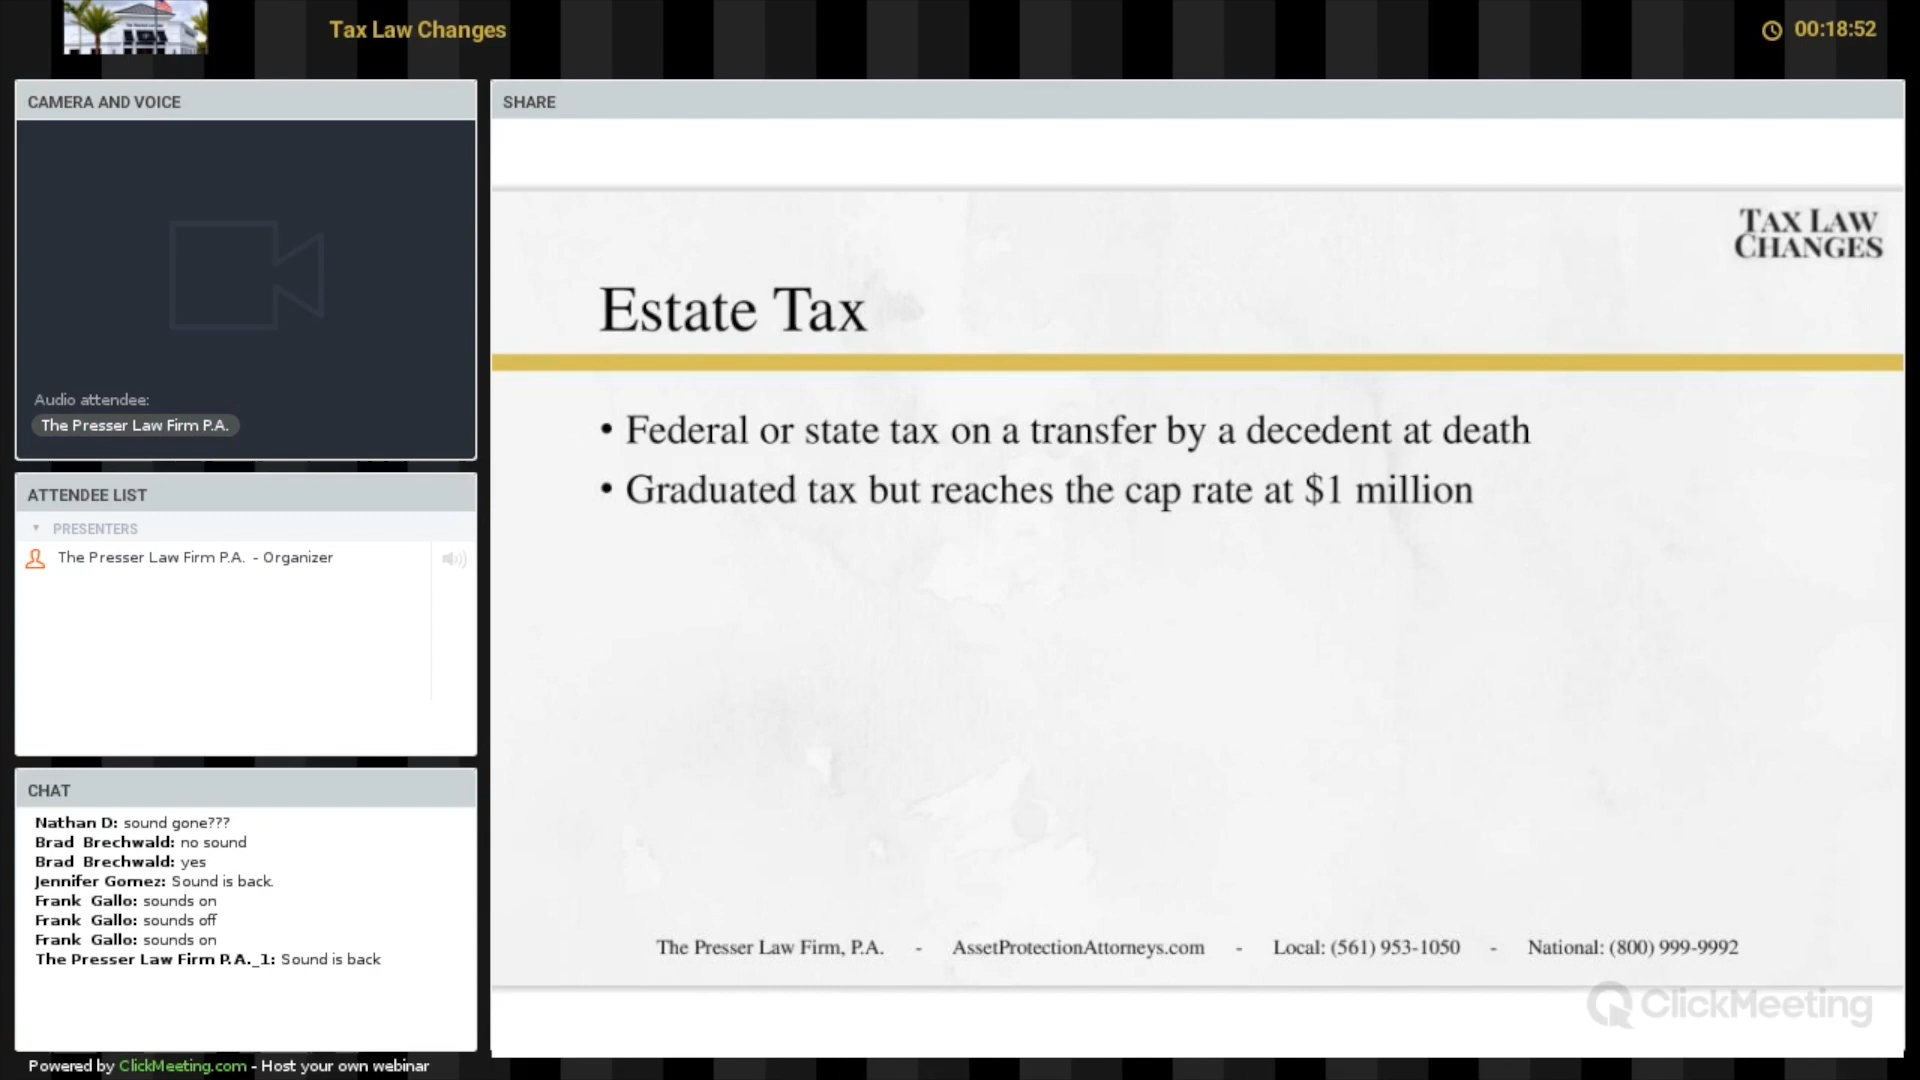 Tax Law Changes
00:18:52
CAMERA AND VOICE
Audio attendee:
The Presser Law Firm P.A.
ATTENDEE LIST
PRESENTERS
The Presser Law Firm P.A. - Organizer
CHAT
Nathan D: sound gone???
Brad Brechwald: no sound
Brad Brechwald: yes
Jennifer Gomez: Sound is back.
Frank Gallo: sounds on
Frank Gallo: sounds off
Frank Gallo: sounds on
The Presser Law Firm P.A._1: Sound is back
SHARE
TAX LAW
CHANGES
Estate Tax
• Federal or state tax on a transfer by a decedent at death
• Graduated tax but reaches the cap rate at $1 million
The Presser Law Firm, P.A. - AssetProtectionAttorneys.com - Local: (561) 953-1050 - National: (800) 999-9992
ClickMeeting
Powered by ClickMeeting.com - Host your own webinar